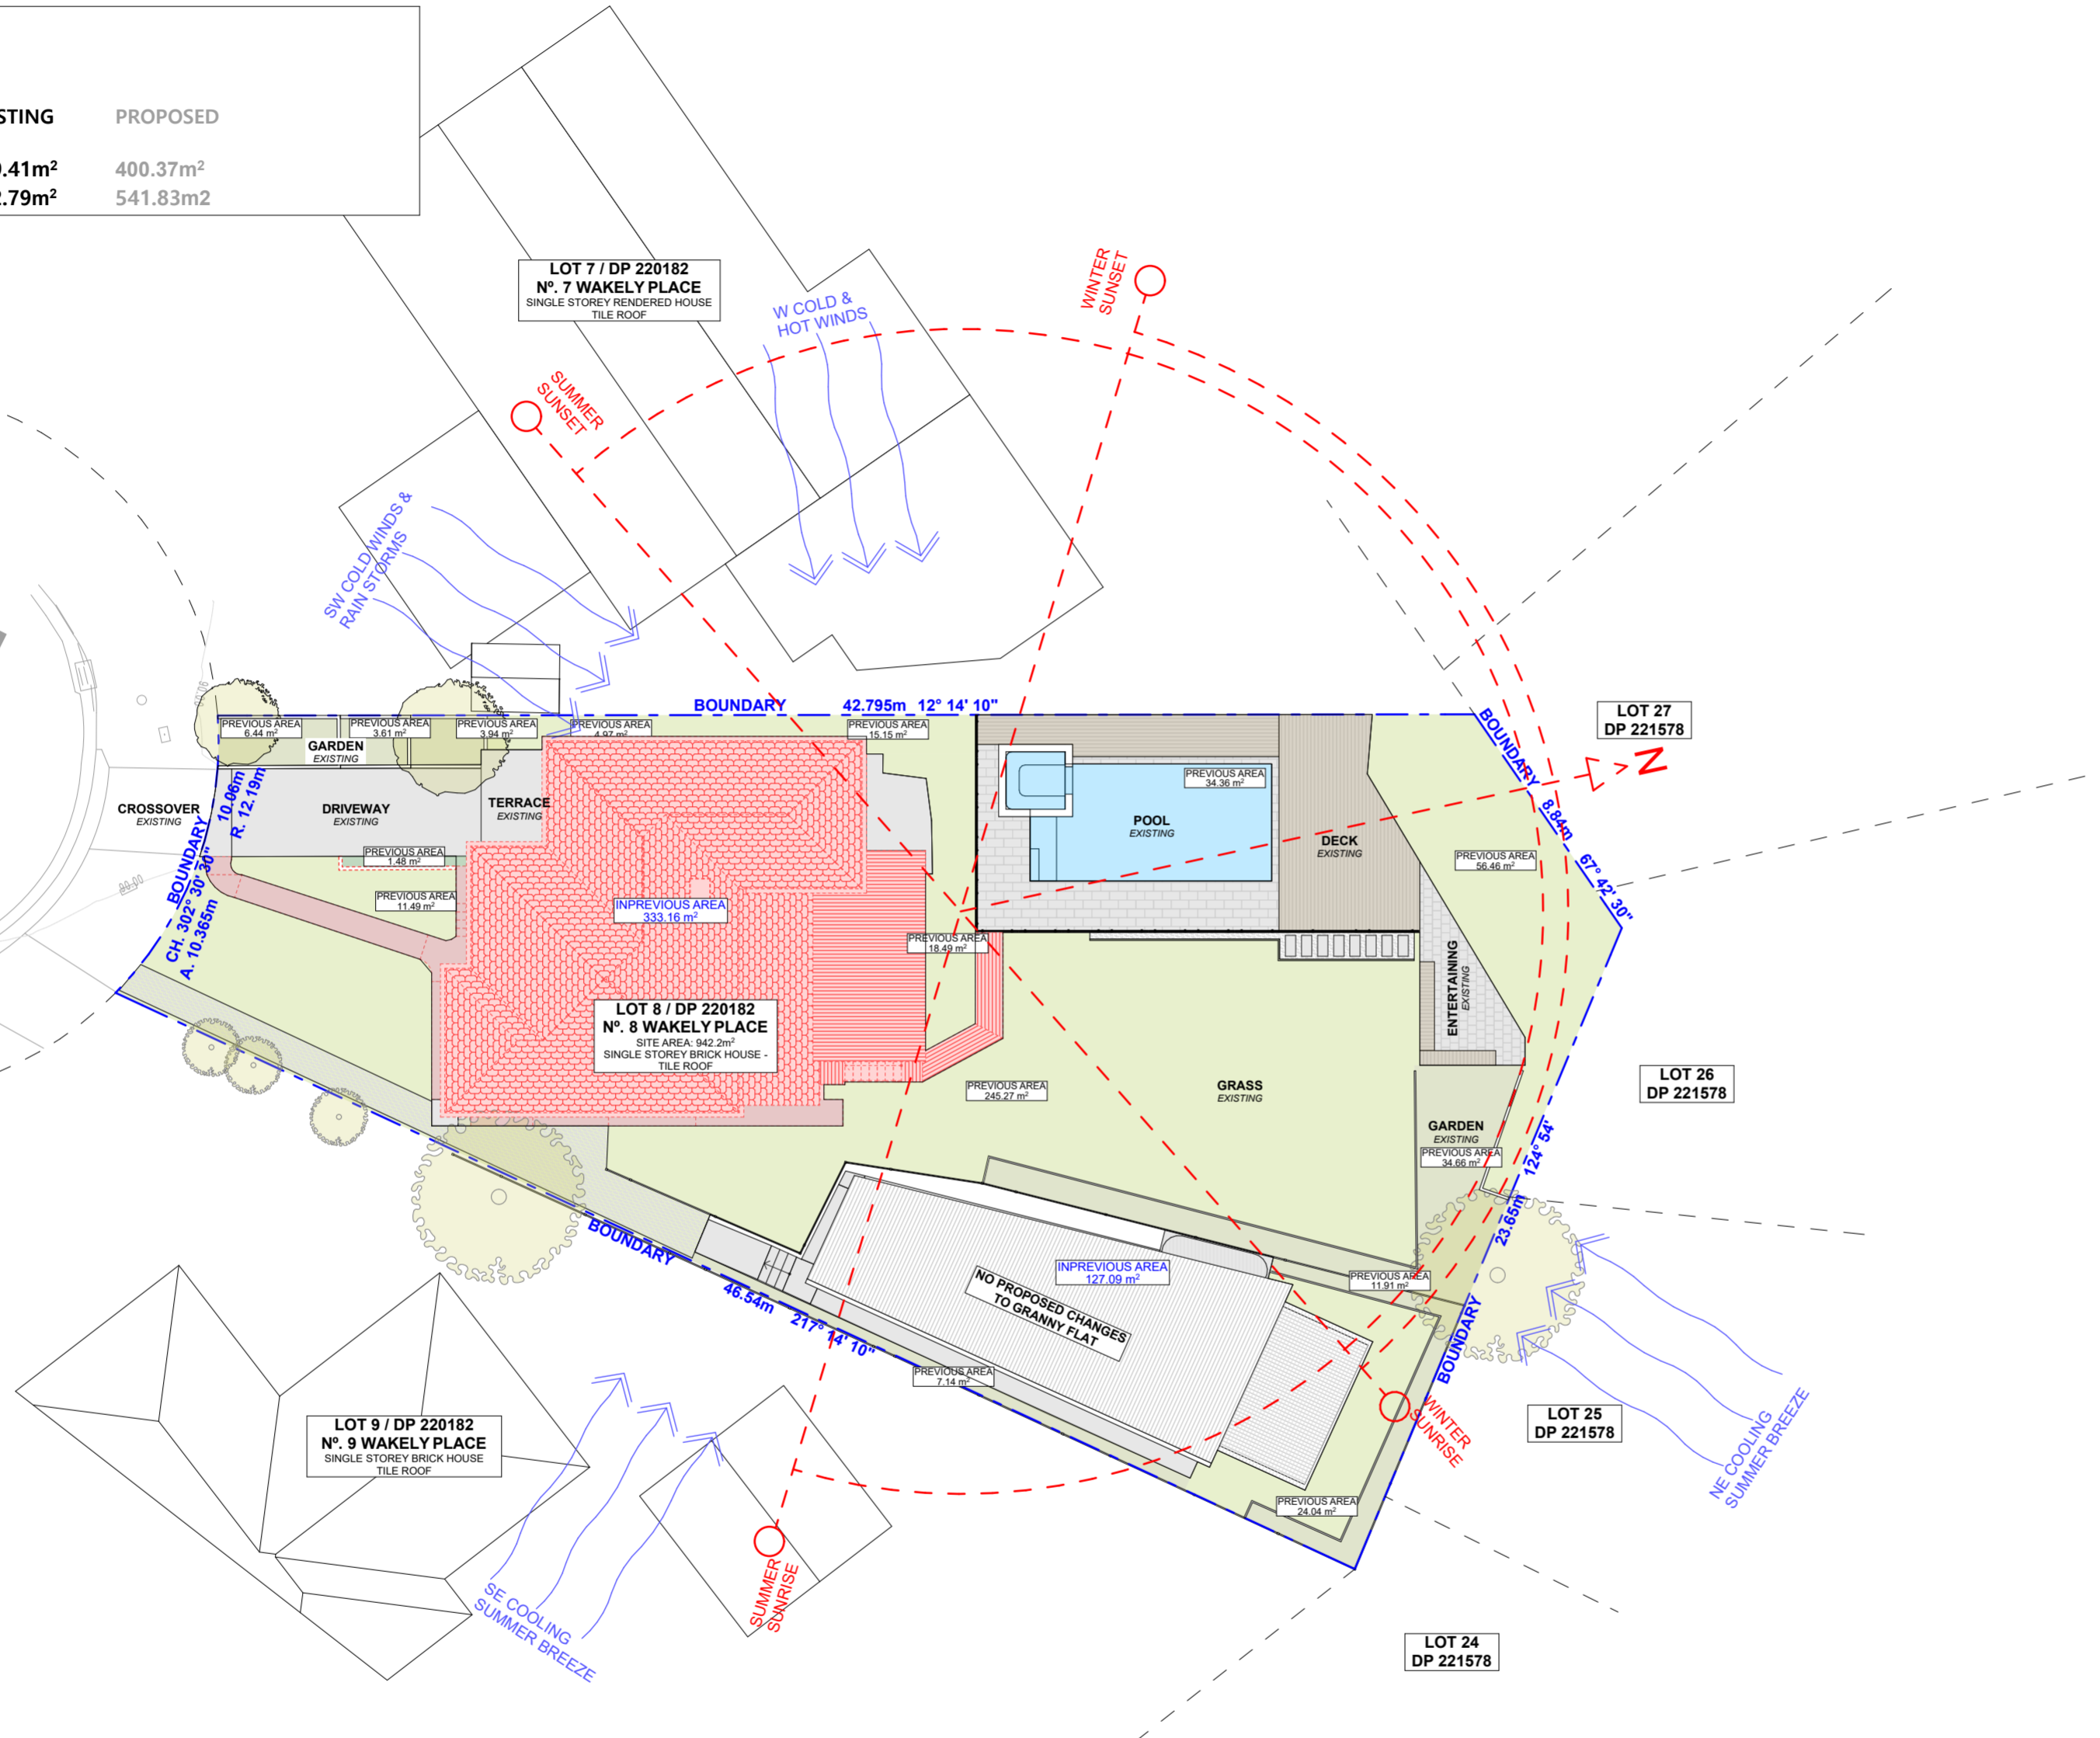 STING PROPOSED
.41m² 400.37m²
2.79m² 541.83m2
LOT 7 / DP 220182
Nº. 7 WAKELY PLACE
SINGLE STOREY RENDERED HOUSE
TILE ROOF
W COLD &
HOT WINDS
WINTER
SUNSET
SUMMER
SUNSET
SW COLD WINDS &
RAIN STORMS
BOUNDARY 42.795m 12° 14' 10"
LOT 27
DP 221578
N
BOUNDARY 8.84m 67° 42' 30"
PREVIOUS AREA
6.44 m²
PREVIOUS AREA
3.61 m²
PREVIOUS AREA
3.94 m²
PREVIOUS AREA
4.97 m²
PREVIOUS AREA
15.15 m²
GARDEN
EXISTING
CROSSOVER
EXISTING
DRIVEWAY
EXISTING
TERRACE
EXISTING
BOUNDARY 10.06m
R. 12.19m
CH. 302° 30' 30"
A. 10.365m
PREVIOUS AREA
1.48 m²
PREVIOUS AREA
11.49 m²
INPREVIOUS AREA
333.16 m²
PREVIOUS AREA
34.36 m²
POOL
EXISTING
DECK
EXISTING
PREVIOUS AREA
56.46 m²
PREVIOUS AREA
18.49 m²
ENTERTAINING
EXISTING
LOT 8 / DP 220182
Nº. 8 WAKELY PLACE
SITE AREA: 942.2m²
SINGLE STOREY BRICK HOUSE -
TILE ROOF
PREVIOUS AREA
245.27 m²
GRASS
EXISTING
LOT 26
DP 221578
GARDEN
EXISTING
PREVIOUS AREA
34.66 m²
BOUNDARY 23.65m 124° 54'
BOUNDARY 46.54m 217° 14' 10"
INPREVIOUS AREA
127.09 m²
NO PROPOSED CHANGES
TO GRANNY FLAT
PREVIOUS AREA
11.91 m²
PREVIOUS AREA
7.14 m²
PREVIOUS AREA
24.04 m²
WINTER
SUNRISE
LOT 25
DP 221578
NE COOLING
SUMMER BREEZE
LOT 9 / DP 220182
Nº. 9 WAKELY PLACE
SINGLE STOREY BRICK HOUSE
TILE ROOF
SE COOLING
SUMMER BREEZE
SUMMER
SUNRISE
LOT 24
DP 221578